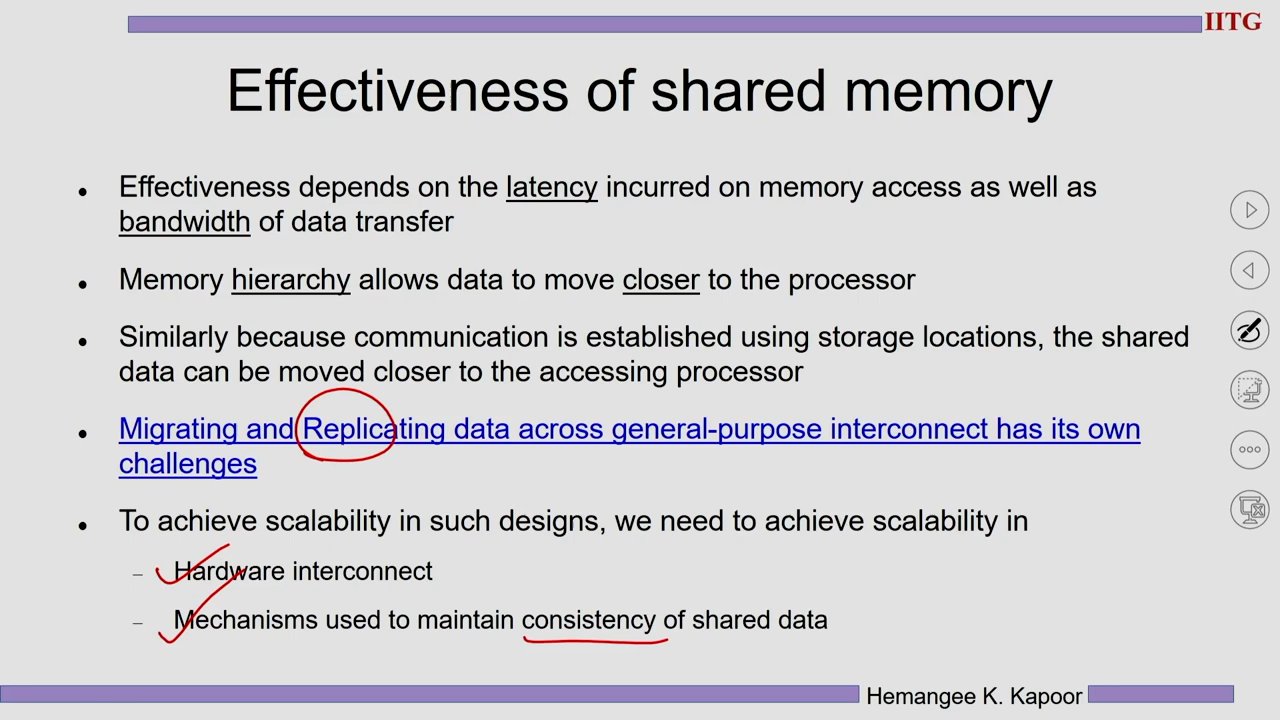 IITG
Effectiveness of shared memory
• Effectiveness depends on the latency incurred on memory access as well as
bandwidth of data transfer
• Memory hierarchy allows data to move closer to the processor
• Similarly because communication is established using storage locations, the shared
data can be moved closer to the accessing processor
• Migrating and Replicating data across general-purpose interconnect has its own
challenges
• To achieve scalability in such designs, we need to achieve scalability in
– Hardware interconnect
– Mechanisms used to maintain consistency of shared data
Hemangee K. Kapoor